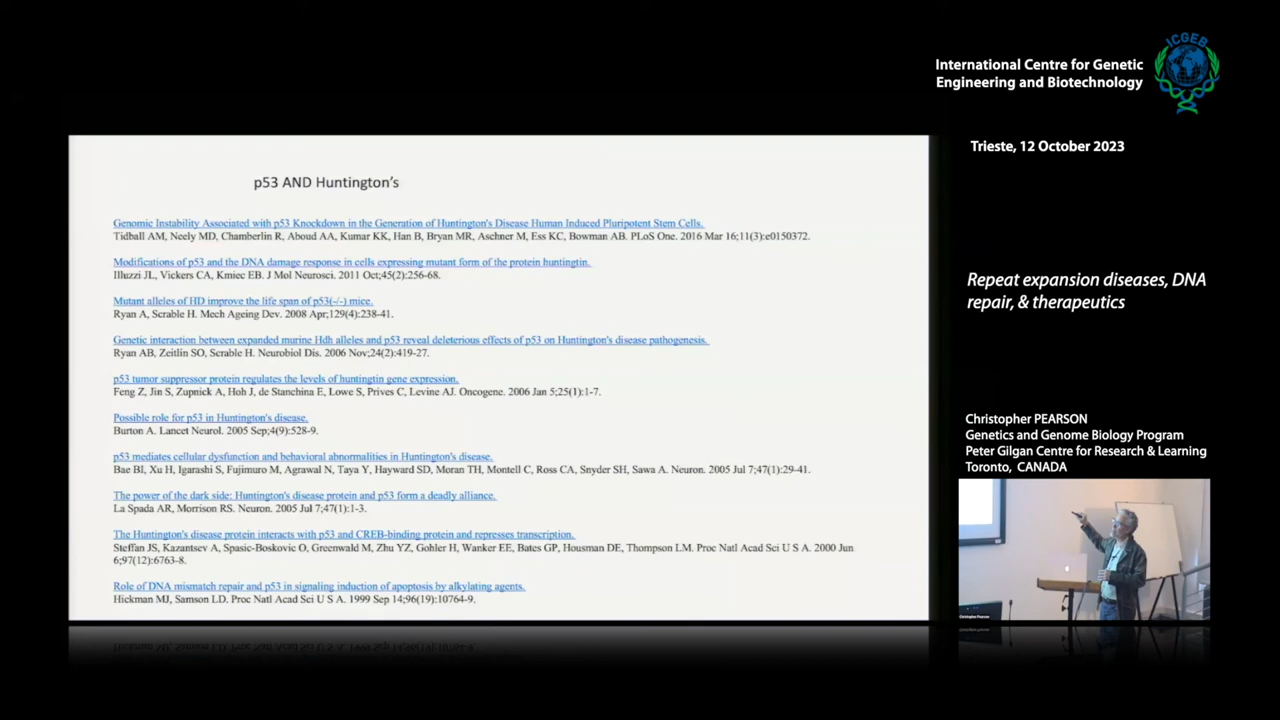 ICGEB
International Centre for Genetic
Engineering and Biotechnology
Trieste, 12 October 2023
p53 AND Huntington's
Genomic Instability Associated with p53 Knockdown in the Generation of Huntington's Disease Human Induced Pluripotent Stem Cells.
Tidball AM, Neely MD, Chamberlin R, Aboud AA, Kumar KK, Han B, Bryan MR, Aschner M, Ess KC, Bowman AB. PLoS One. 2016 Mar 16;11(3):e0150372.
Modifications of p53 and the DNA damage response in cells expressing mutant form of the protein huntingtin.
Illuzzi JL, Vickers CA, Kmiec EB. J Mol Neurosci. 2011 Oct;45(2):256-68.
Mutant alleles of HD improve the life span of p53(-/-) mice.
Ryan A, Scrable H. Mech Ageing Dev. 2008 Apr;129(4):238-41.
Genetic interaction between expanded murine Hdh alleles and p53 reveal deleterious effects of p53 on Huntington's disease pathogenesis.
Ryan AB, Zeitlin SO, Scrable H. Neurobiol Dis. 2006 Nov;24(2):419-27.
p53 tumor suppressor protein regulates the levels of huntingtin gene expression.
Feng Z, Jin S, Zupnick A, Hoh J, de Stanchina E, Lowe S, Prives C, Levine AJ. Oncogene. 2006 Jan 5;25(1):1-7.
Possible role for p53 in Huntington's disease.
Burton A. Lancet Neurol. 2005 Sep;4(9):528-9.
p53 mediates cellular dysfunction and behavioral abnormalities in Huntington's disease.
Bae BI, Xu H, Igarashi S, Fujimuro M, Agrawal N, Taya Y, Hayward SD, Moran TH, Montell C, Ross CA, Snyder SH, Sawa A. Neuron. 2005 Jul 7;47(1):29-41.
The power of the dark side: Huntington's disease protein and p53 form a deadly alliance.
La Spada AR, Morrison RS. Neuron. 2005 Jul 7;47(1):1-3.
The Huntington's disease protein interacts with p53 and CREB-binding protein and represses transcription.
Steffan JS, Kazantsev A, Spasic-Boskovic O, Greenwald M, Zhu YZ, Gohler H, Wanker EE, Bates GP, Housman DE, Thompson LM. Proc Natl Acad Sci U S A. 2000 Jun
6;97(12):6763-8.
Role of DNA mismatch repair and p53 in signaling induction of apoptosis by alkylating agents.
Hickman MJ, Samson LD. Proc Natl Acad Sci U S A. 1999 Sep 14;96(19):10764-9.
Repeat expansion diseases, DNA
repair, & therapeutics
Christopher PEARSON
Genetics and Genome Biology Program
Peter Gilgan Centre for Research & Learning
Toronto, CANADA
Christopher Pearson